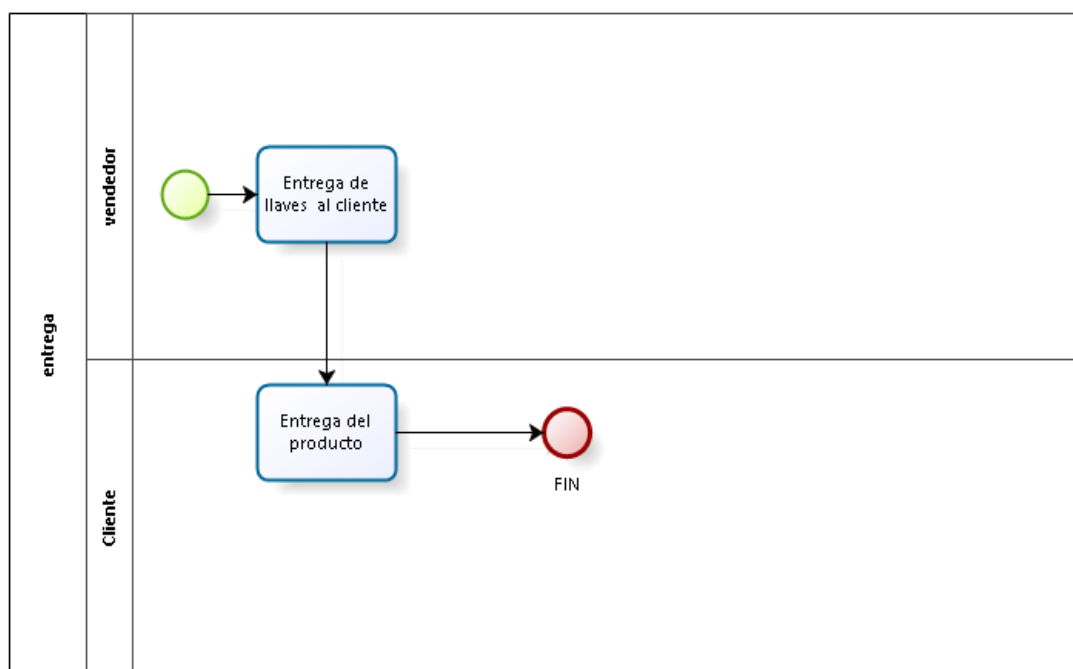 entrega
vendedor
Entrega de
llaves al cliente
Cliente
Entrega del
producto
FIN